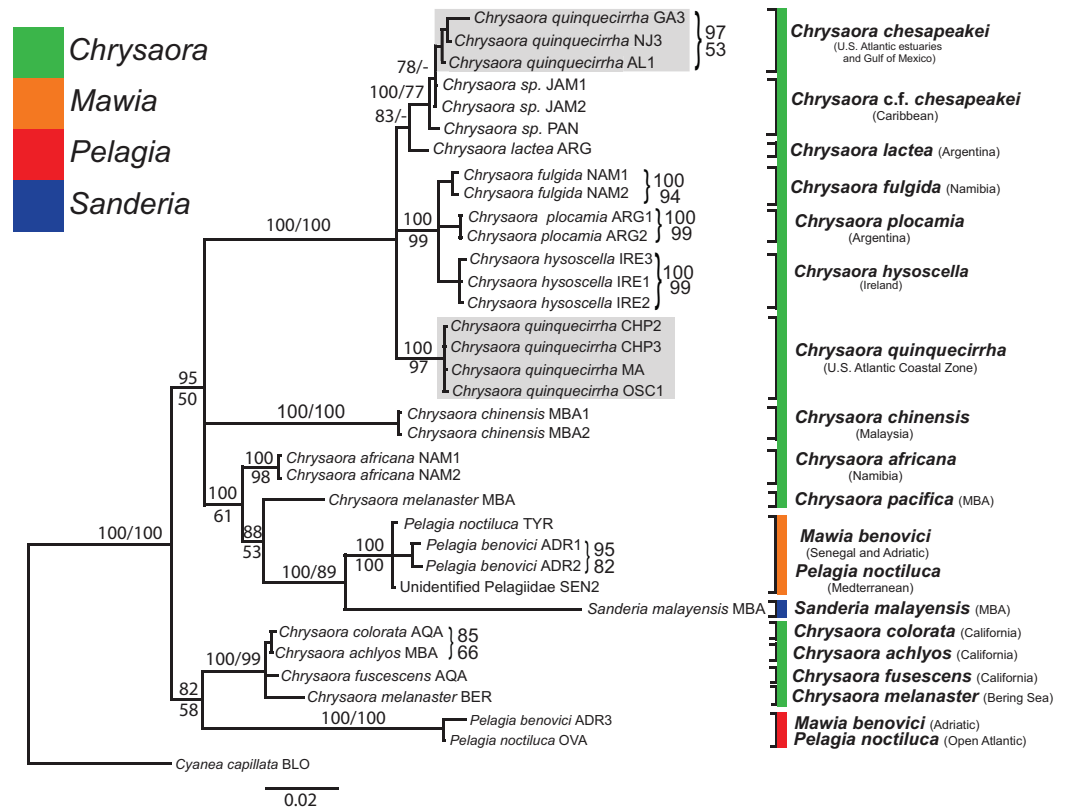 Chrysaora
Mawia
Pelagia
Sanderia
Chrysaora quinquecirrha GA3
Chrysaora quinquecirrha NJ3
Chrysaora quinquecirrha AL1
97
53
78/-
Chrysaora sp. JAM1
100/77
Chrysaora sp. JAM2
83/-
Chrysaora sp. PAN
Chrysaora lactea ARG
Chrysaora fulgida NAM1
Chrysaora fulgida NAM2
100
94
Chrysaora plocamia ARG1
Chrysaora plocamia ARG2
100
99
100
99
Chrysaora hysoscella IRE3
Chrysaora hysoscella IRE1
Chrysaora hysoscella IRE2
100
99
100/100
Chrysaora quinquecirrha CHP2
Chrysaora quinquecirrha CHP3
Chrysaora quinquecirrha MA
Chrysaora quinquecirrha OSC1
100
97
95
50
100/100
Chrysaora chinensis MBA1
Chrysaora chinensis MBA2
100
98
Chrysaora africana NAM1
Chrysaora africana NAM2
100
61
Chrysaora melanaster MBA
88
53
100/100
Pelagia noctiluca TYR
Pelagia benovici ADR1
Pelagia benovici ADR2
95
82
100
100
Unidentified Pelagiidae SEN2
100/89
Sanderia malayensis MBA
Chrysaora colorata AQA
Chrysaora achlyos MBA
85
66
100/99
Chrysaora fuscescens AQA
Chrysaora melanaster BER
82
58
100/100
Pelagia benovici ADR3
Pelagia noctiluca OVA
Cyanea capillata BLO
0.02
Chrysaora chesapeakei
(U.S. Atlantic estuaries
and Gulf of Mexico)
Chrysaora c.f. chesapeakei
(Caribbean)
Chrysaora lactea (Argentina)
Chrysaora fulgida (Namibia)
Chrysaora plocamia
(Argentina)
Chrysaora hysoscella
(Ireland)
Chrysaora quinquecirrha
(U.S. Atlantic Coastal Zone)
Chrysaora chinensis
(Malaysia)
Chrysaora africana
(Namibia)
Chrysaora pacifica (MBA)
Mawia benovici
(Senegal and Adriatic)
Pelagia noctiluca
(Medterranean)
Sanderia malayensis (MBA)
Chrysaora colorata (California)
Chrysaora achlyos (California)
Chrysaora fusescens (California)
Chrysaora melanaster (Bering Sea)
Mawia benovici (Adriatic)
Pelagia noctiluca (Open Atlantic)